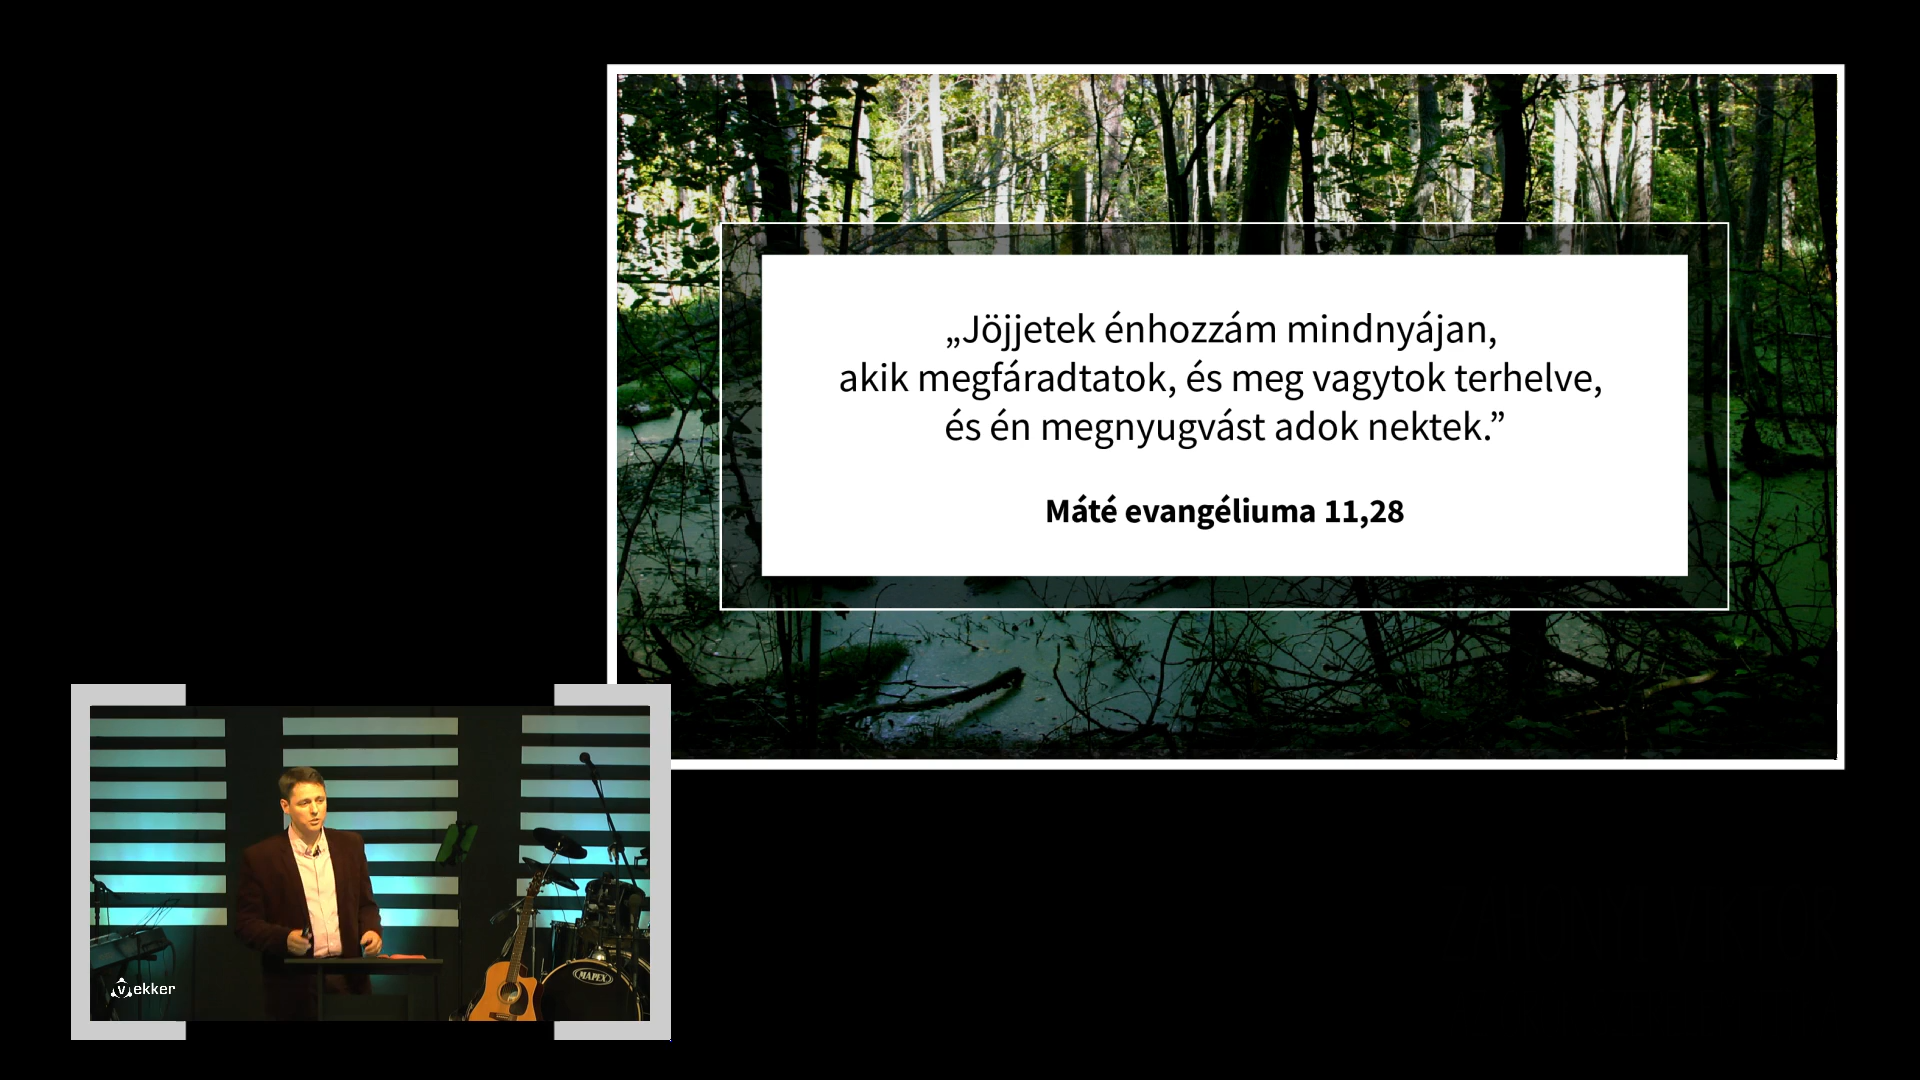 „Jöjjetek énhozzám mindnyájan,
akik megfáradtatok, és meg vagytok terhelve,
és én megnyugvást adok nektek.”
Máté evangéliuma 11,28
vekker
MAPEX